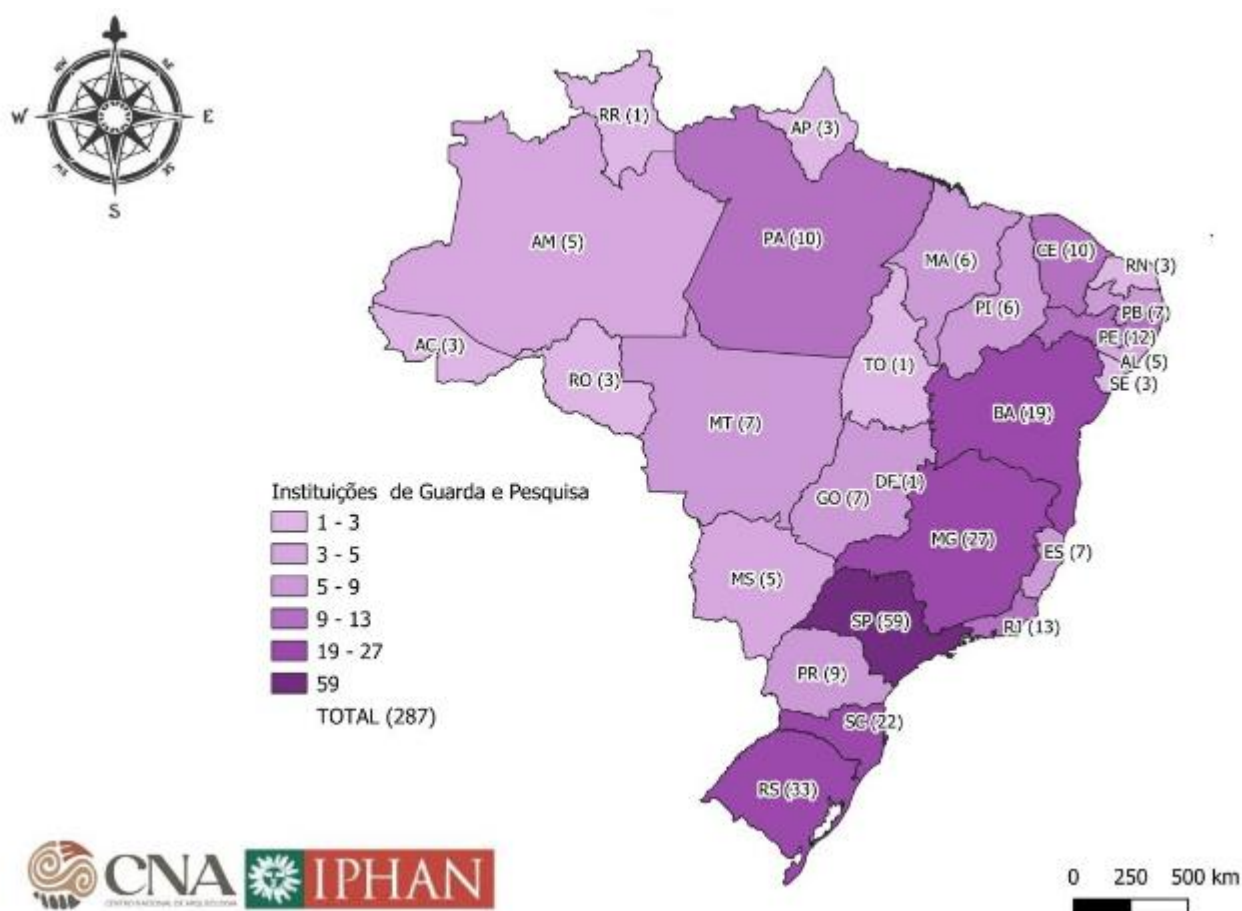 N
W
E
S
RR (1)
AP (3)
AM (5)
PA (10)
MA (6)
CE (10)
RN (3)
PI (6)
PB (7)
PE (12)
AL (5)
SE (3)
AC (3)
RO (3)
TO (1)
BA (19)
MT (7)
GO (7)
DF (1)
MG (27)
ES (7)
MS (5)
SP (59)
RJ (13)
PR (9)
SC (22)
RS (33)
Instituições de Guarda e Pesquisa
1 - 3
3 - 5
5 - 9
9 - 13
19 - 27
59
TOTAL (287)
CNA
CENTRO NACIONAL DE ARQUEOLOGIA
IPHAN
0 250 500 km